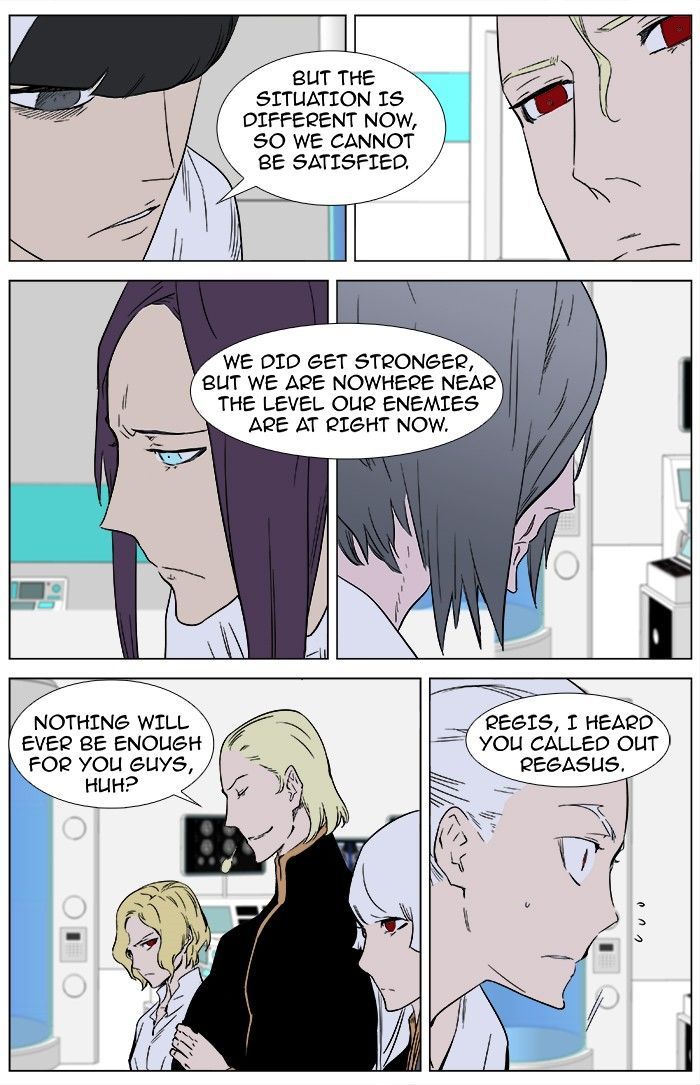 BUT THE
SITUATION IS
DIFFERENT NOW,
SO WE CANNOT
BE SATISFIED.
WE DID GET STRONGER,
BUT WE ARE NOWHERE NEAR
THE LEVEL OUR ENEMIES
ARE AT RIGHT NOW.
NOTHING WILL
EVER BE ENOUGH
FOR YOU GUYS,
HUH?
REGIS, I HEARD
YOU CALLED OUT
REGASUS.